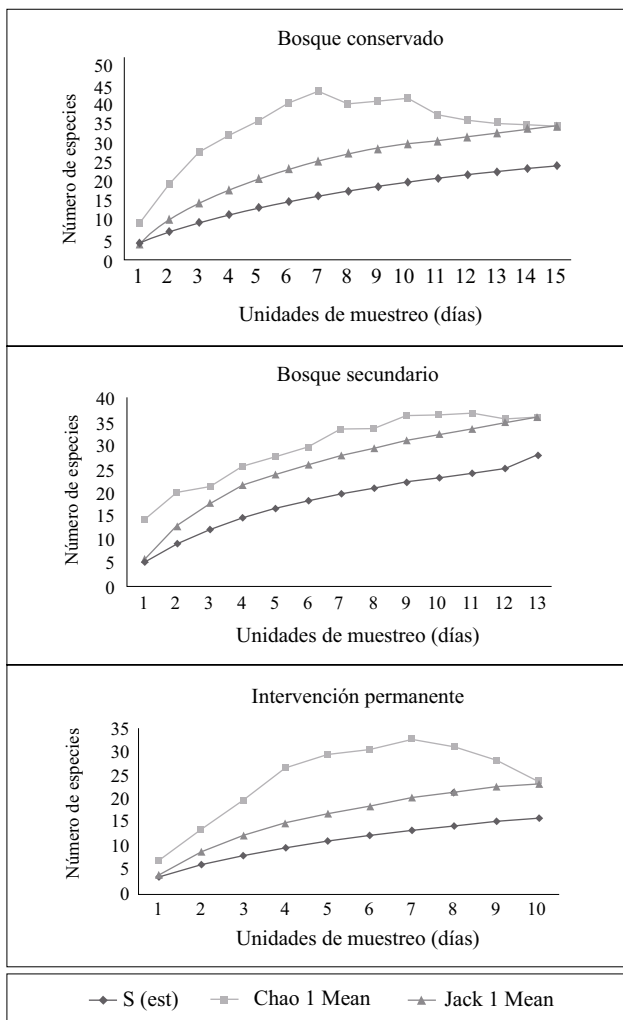 Bosque conservado
Número de especies
50
45
40
35
30
25
20
15
10
5
0
1 2 3 4 5 6 7 8 9 10 11 12 13 14 15
Unidades de muestreo (días)
Bosque secundario
Número de especies
40
35
30
25
20
15
10
5
0
1 2 3 4 5 6 7 8 9 10 11 12 13
Unidades de muestreo (días)
Intervención permanente
Número de especies
35
30
25
20
15
10
5
0
1 2 3 4 5 6 7 8 9 10
Unidades de muestreo (días)
S (est) Chao 1 Mean Jack 1 Mean